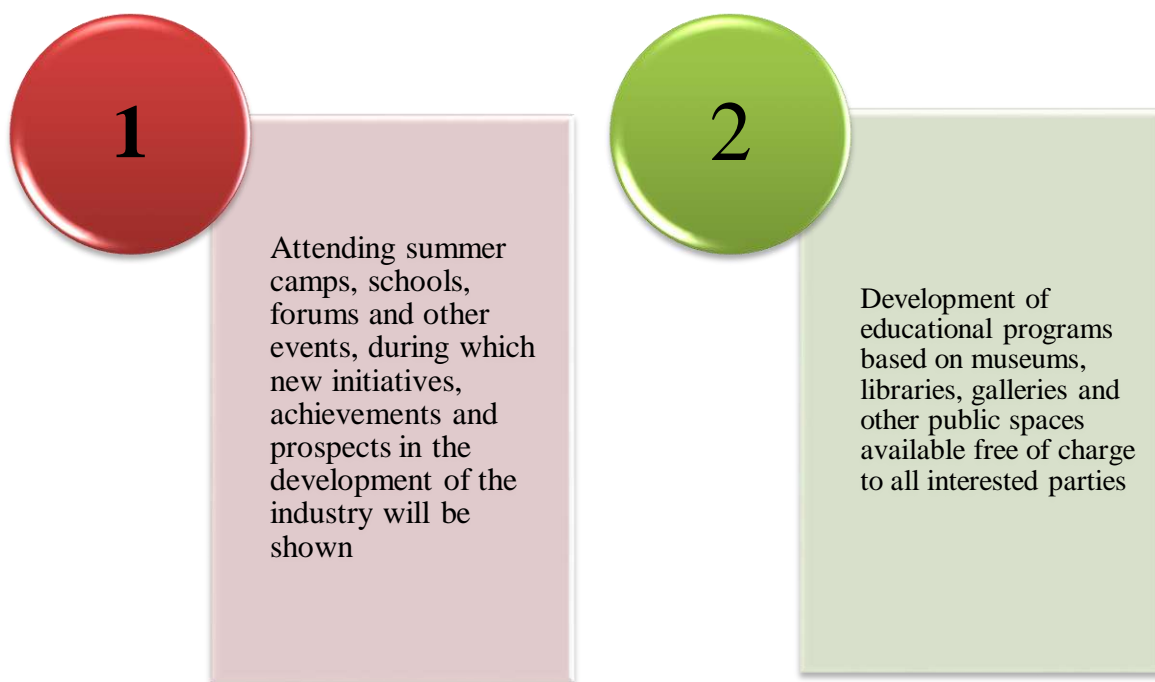 1
Attending summer
camps, schools,
forums and other
events, during which
new initiatives,
achievements and
prospects in the
development of the
industry will be
shown
2
Development of
educational programs
based on museums,
libraries, galleries and
other public spaces
available free of charge
to all interested parties